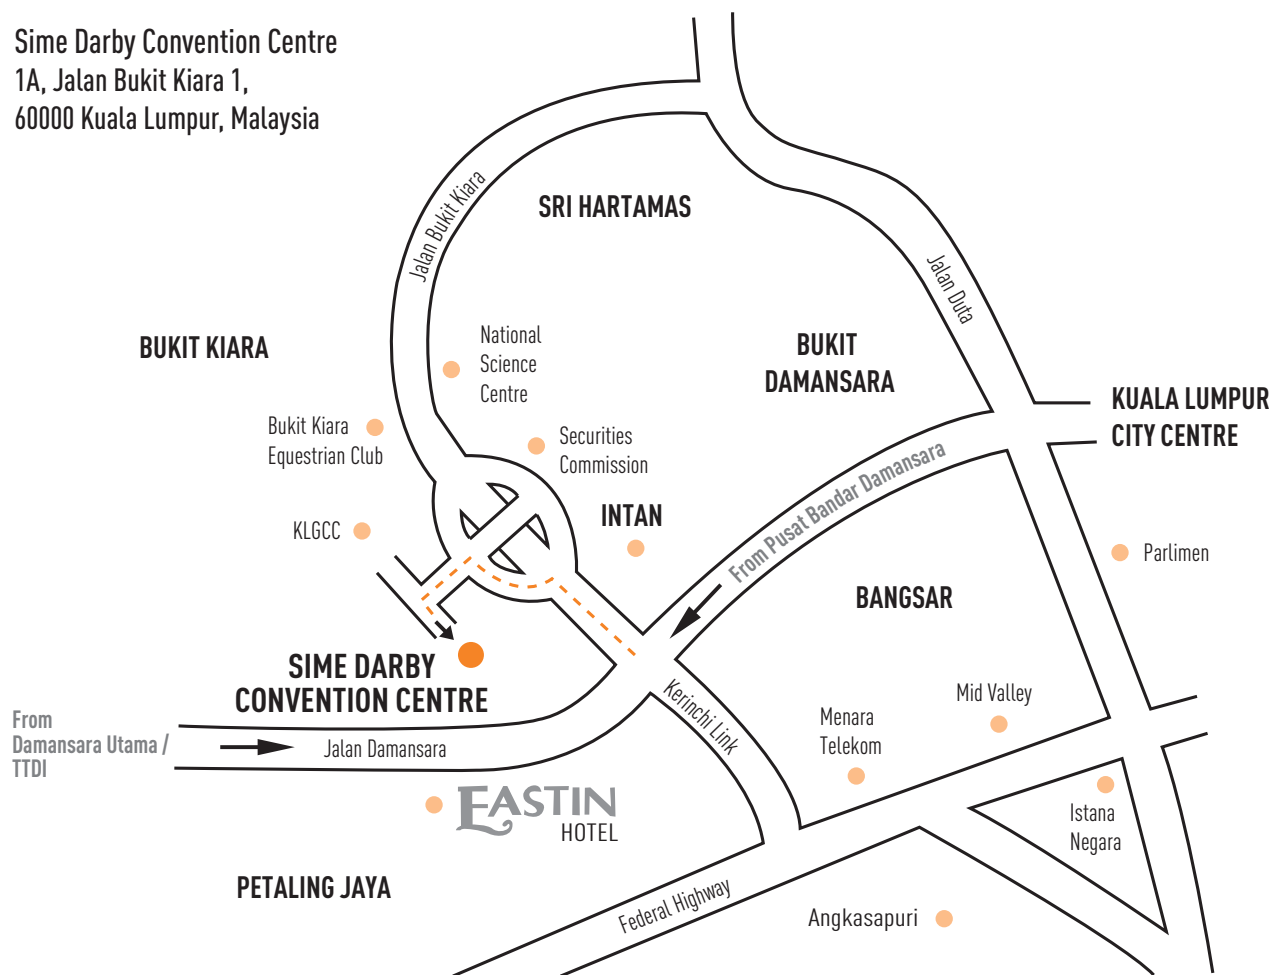 Sime Darby Convention Centre
1A, Jalan Bukit Kiara 1,
60000 Kuala Lumpur, Malaysia
Jalan Bukit Kiara
SRI HARTAMAS
Jalan Duta
BUKIT KIARA
National
Science
Centre
BUKIT
DAMANSARA
KUALA LUMPUR
CITY CENTRE
Bukit Kiara
Equestrian Club
Securities
Commission
From Pusat Bandar Damansara
INTAN
KLGCC
Parlimen
BANGSAR
SIME DARBY
CONVENTION CENTRE
Kerinchi Link
Mid Valley
Menara
Telekom
From
Damansara Utama /
TTDI
Jalan Damansara
EASTIN
HOTEL
Istana
Negara
PETALING JAYA
Federal Highway
Angkasapuri